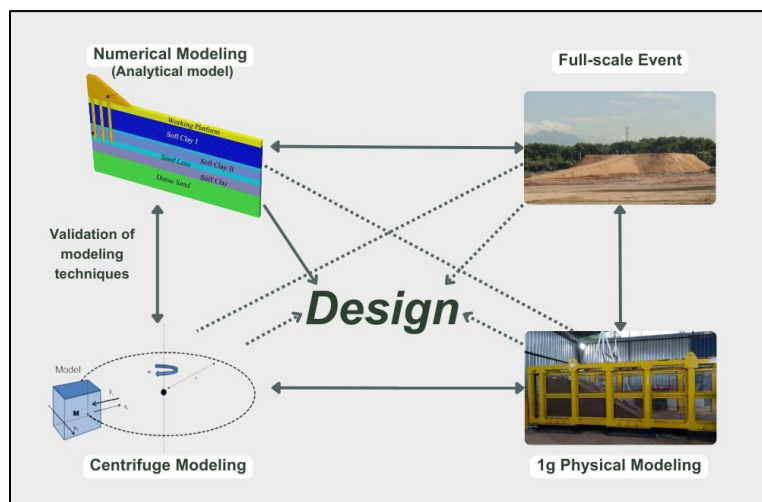 Numerical Modeling
(Analytical model)
Full-scale Event
Working Platform
Soft Clay I
Sand Lens
Soft Clay II
Stiff Clay
Dense Sand
Validation of
modeling
techniques
Design
Model
M
r
Centrifuge Modeling
1g Physical Modeling